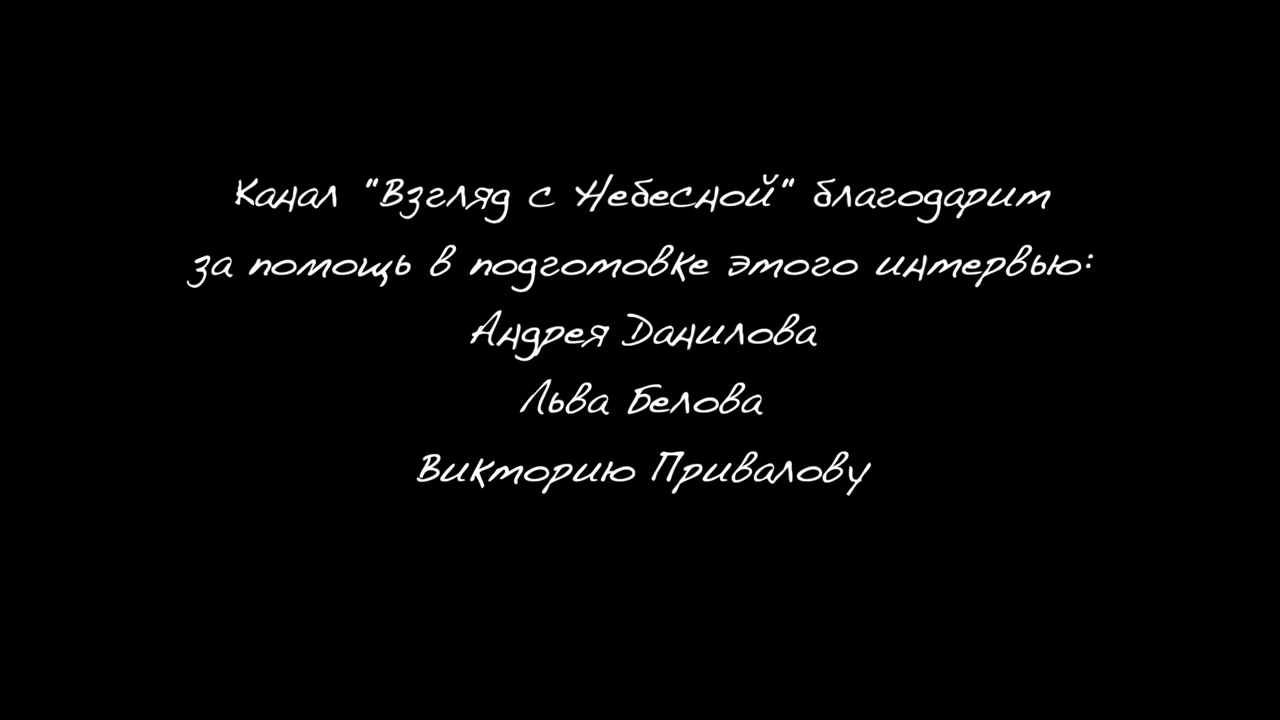 Канал "Взгляд с Небесной" благодарит
за помощь в подготовке этого интервью:
Андрея Данилова
Льва Белова
Викторию Привалову